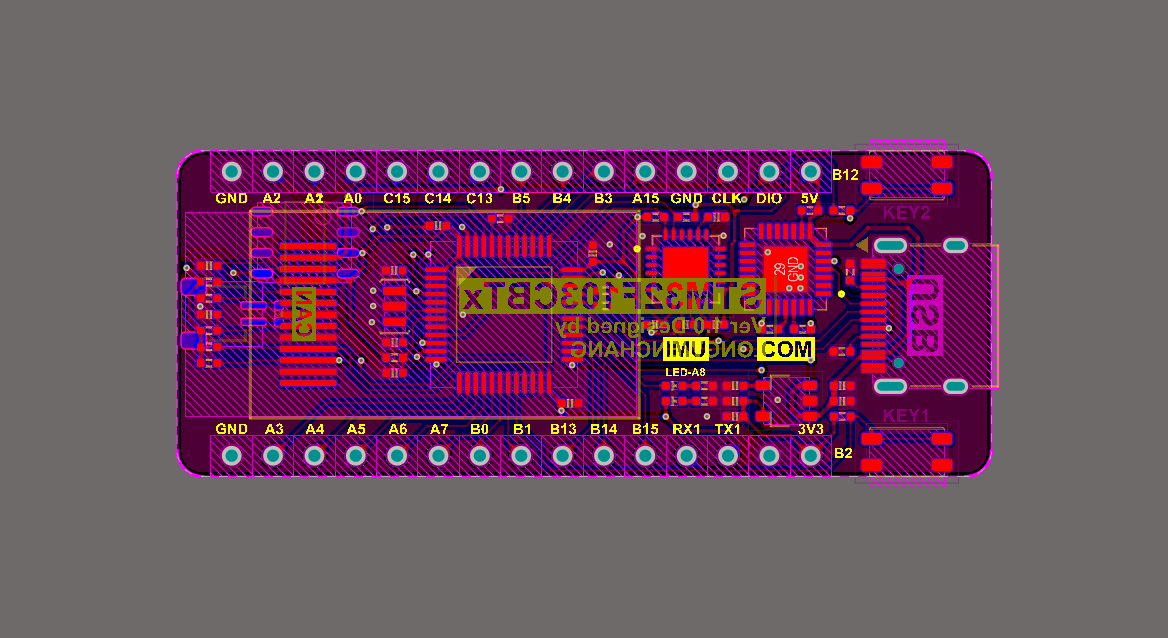 GND A2 A1 A0 C15 C14 C13 B5 B4 B3 A15 GND CLK DIO 5V
B12
KEY2
29
GND
CAN
STM32F103CBTx
Ver 1.0 Designed by
IMU
COM
USB
LED-A8
KEY1
GND A3 A4 A5 A6 A7 B0 B1 B13 B14 B15 RX1 TX1 3V3
B2